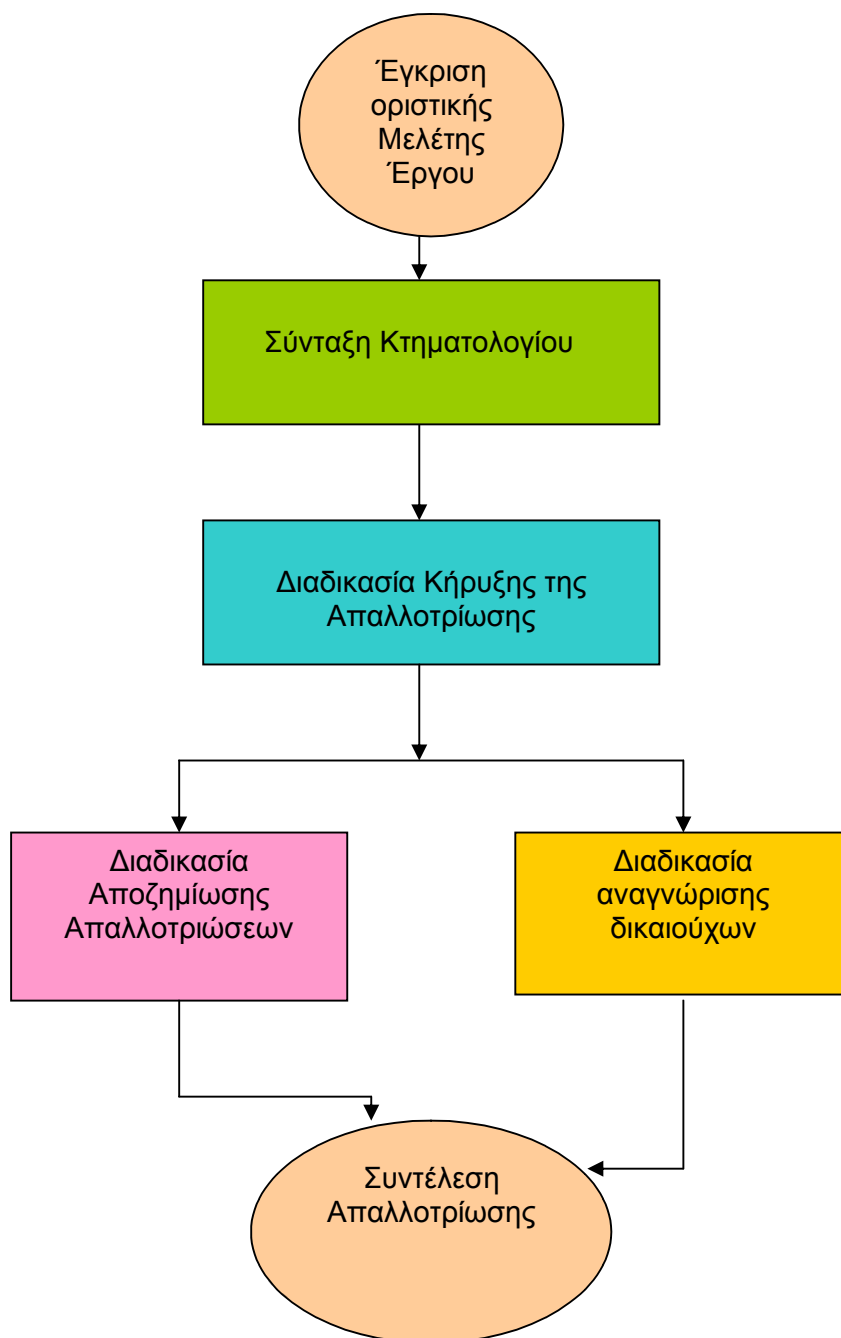 Έγκριση
οριστικής
Μελέτης
Έργου
Σύνταξη Κτηματολογίου
Διαδικασία Κήρυξης της
Απαλλοτρίωσης
Διαδικασία
Αποζημίωσης
Απαλλοτριώσεων
Διαδικασία
αναγνώρισης
δικαιούχων
Συντέλεση
Απαλλοτρίωσης